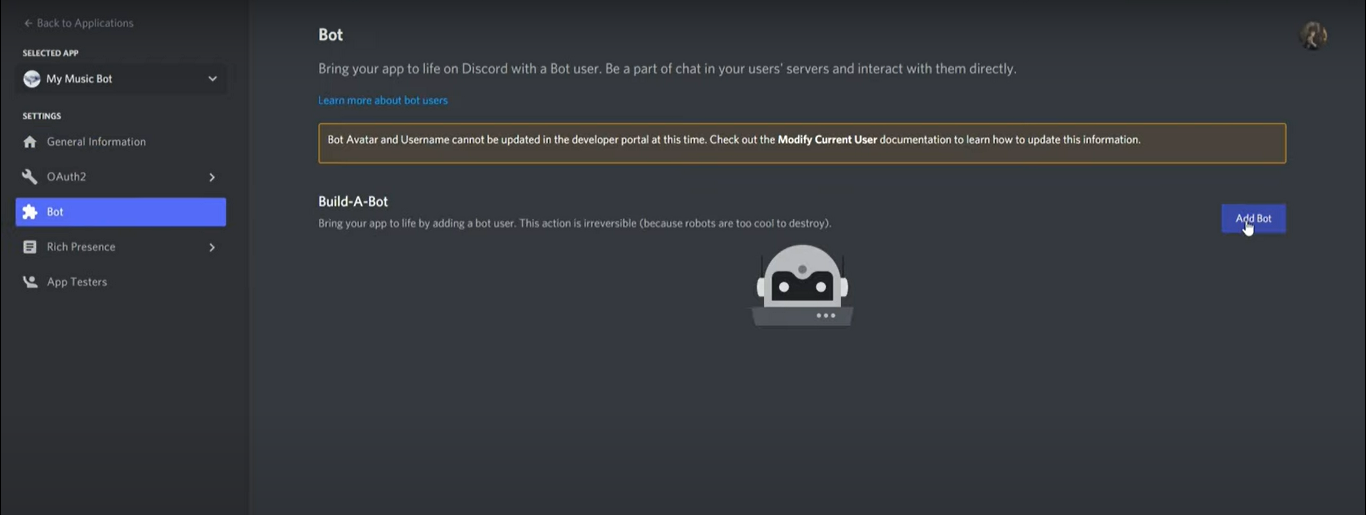 ← Back to Applications
SELECTED APP
My Music Bot
SETTINGS
General Information
OAuth2
Bot
Rich Presence
App Testers
Bot
Bring your app to life on Discord with a Bot user. Be a part of chat in your users' servers and interact with them directly.
Learn more about bot users
Bot Avatar and Username cannot be updated in the developer portal at this time. Check out the Modify Current User documentation to learn how to update this information.
Build-A-Bot
Bring your app to life by adding a bot user. This action is irreversible (because robots are too cool to destroy).
Add Bot